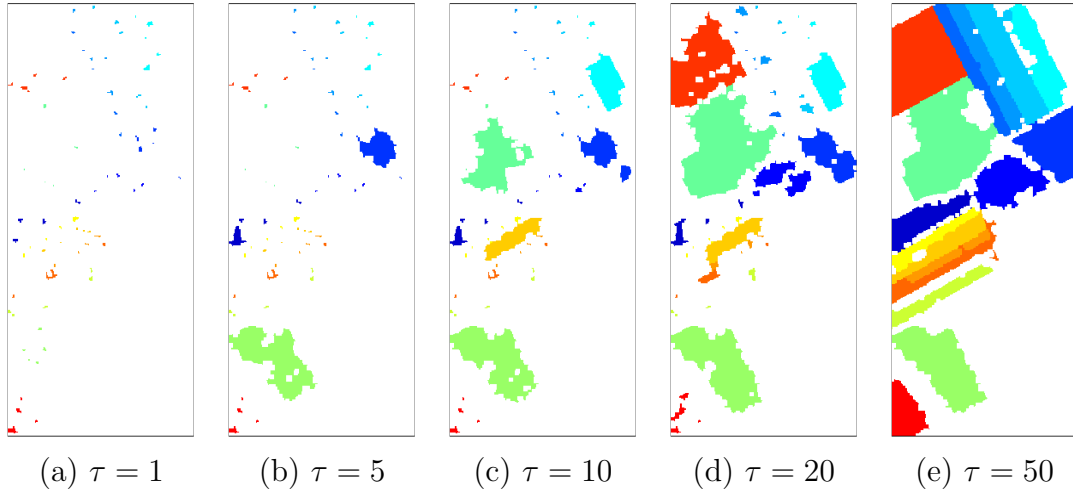 (a) τ = 1 (b) τ = 5 (c) τ = 10 (d) τ = 20 (e) τ = 50